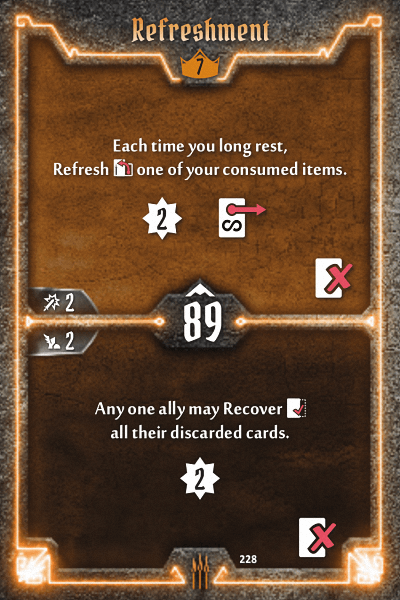 Refreshment
7
Each time you long rest,
Refresh one of your consumed items.
2 S
2
89
2
Any one ally may Recover
all their discarded cards.
2
228